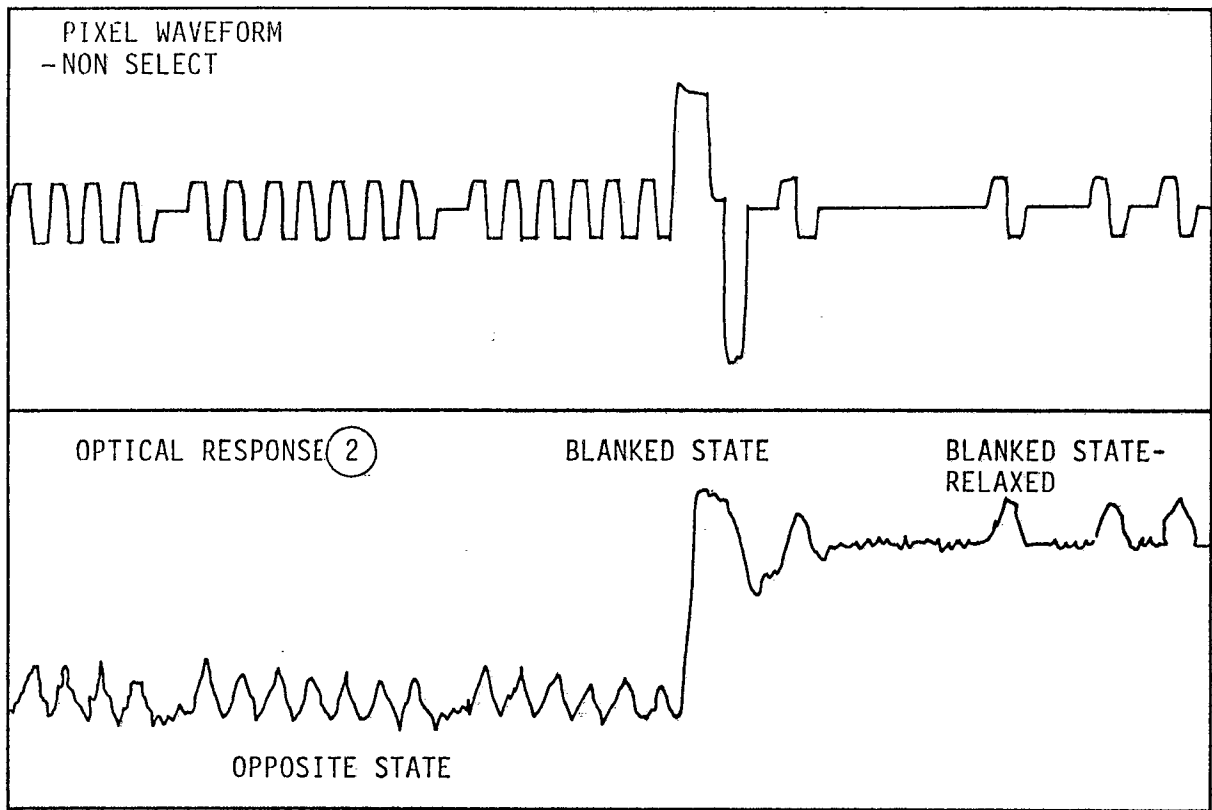 PIXEL WAVEFORM
-NON SELECT
OPTICAL RESPONSE 2
BLANKED STATE
BLANKED STATE-
RELAXED
OPPOSITE STATE